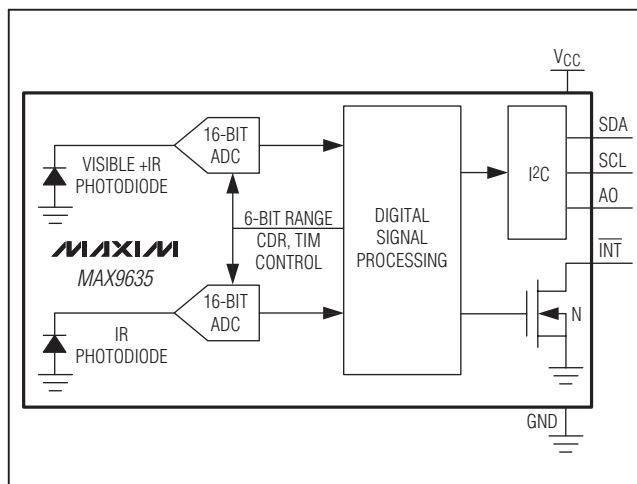 VCC
VISIBLE +IR
PHOTODIODE
16-BIT
ADC
6-BIT RANGE
CDR, TIM
CONTROL
MAXIM
MAX9635
IR
PHOTODIODE
16-BIT
ADC
DIGITAL
SIGNAL
PROCESSING
I2C
SDA
SCL
AO
INT
N
GND